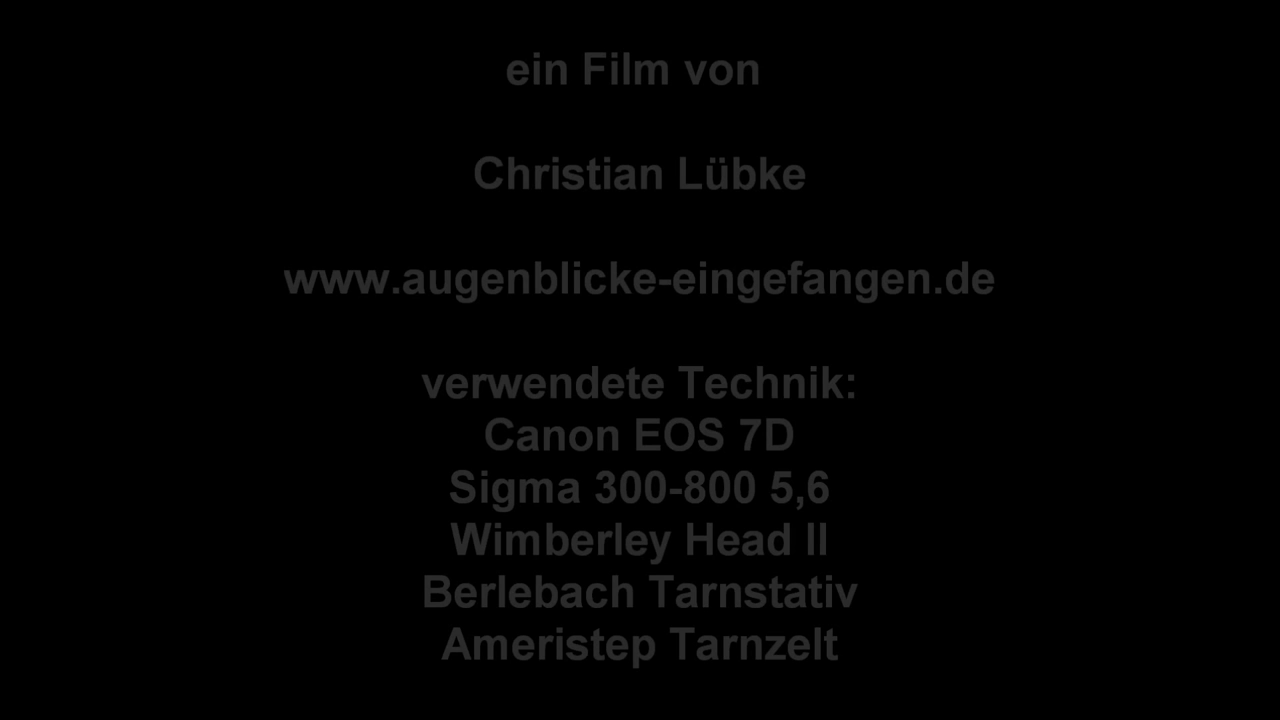 ein Film von
Christian Lübke
www.augenblicke-eingefangen.de
verwendete Technik:
Canon EOS 7D
Sigma 300-800 5,6
Wimberley Head II
Berlebach Tarnstativ
Ameristep Tarnzelt